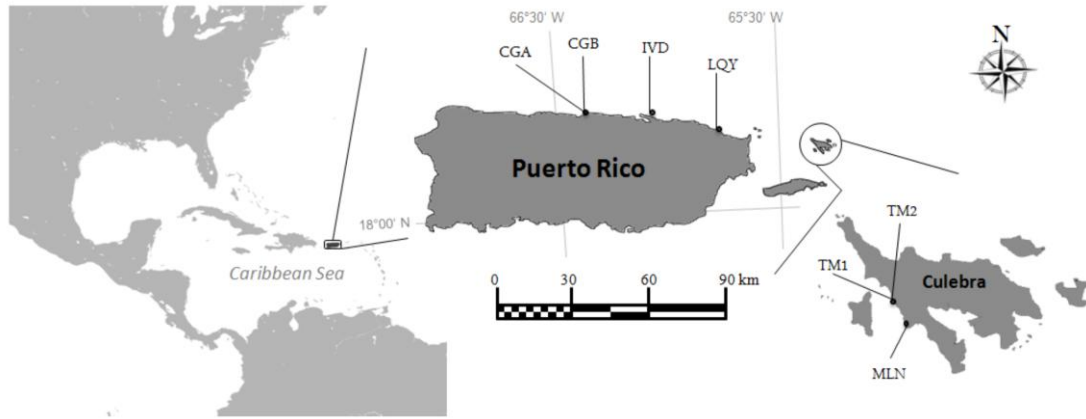 66°30' W
65°30' W
N
CGA
CGB
IVD
LQY
Puerto Rico
18°00' N
TM2
Caribbean Sea
TM1
Culebra
0 30 60 90 km
MLN